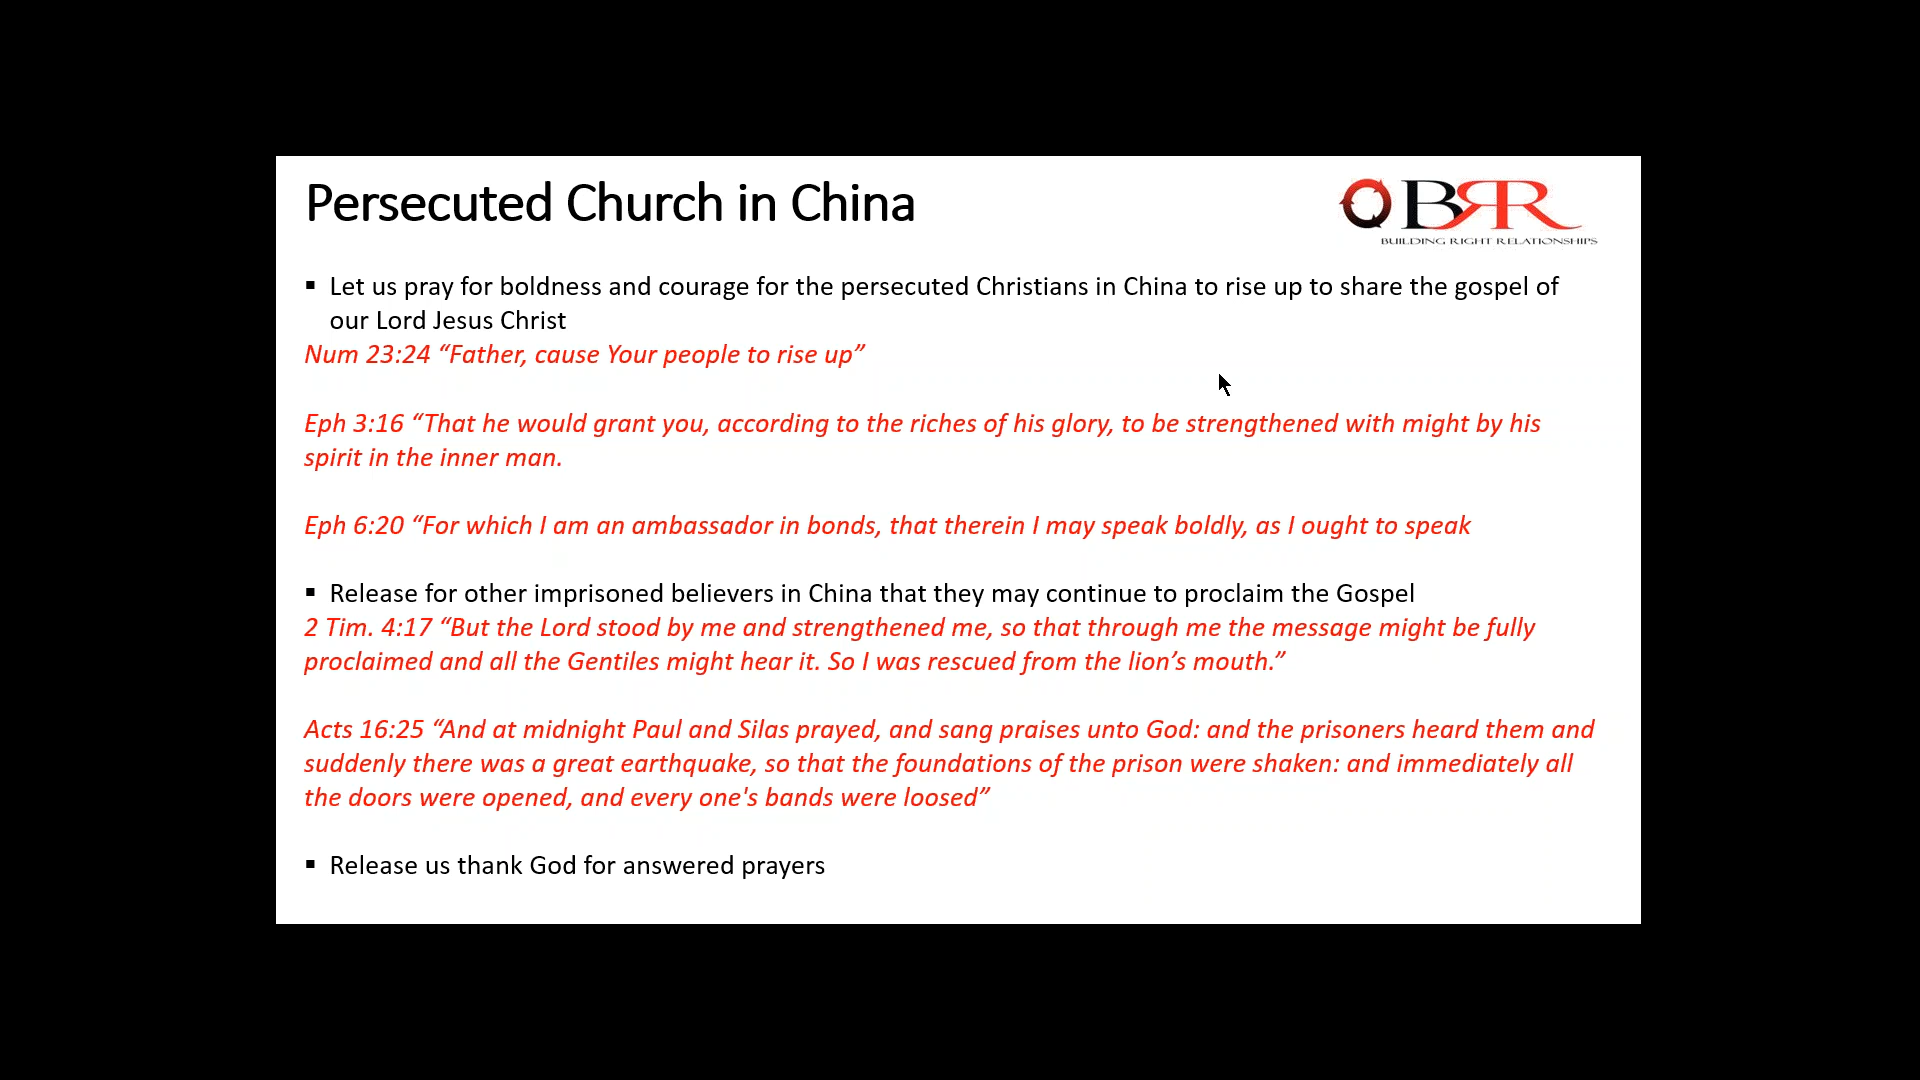 Persecuted Church in China
BRR
BUILDING RIGHT RELATIONSHIPS
▪ Let us pray for boldness and courage for the persecuted Christians in China to rise up to share the gospel of
our Lord Jesus Christ
Num 23:24 “Father, cause Your people to rise up”
Eph 3:16 “That he would grant you, according to the riches of his glory, to be strengthened with might by his
spirit in the inner man.
Eph 6:20 “For which I am an ambassador in bonds, that therein I may speak boldly, as I ought to speak
▪ Release for other imprisoned believers in China that they may continue to proclaim the Gospel
2 Tim. 4:17 “But the Lord stood by me and strengthened me, so that through me the message might be fully
proclaimed and all the Gentiles might hear it. So I was rescued from the lion’s mouth.”
Acts 16:25 “And at midnight Paul and Silas prayed, and sang praises unto God: and the prisoners heard them and
suddenly there was a great earthquake, so that the foundations of the prison were shaken: and immediately all
the doors were opened, and every one's bands were loosed”
▪ Release us thank God for answered prayers